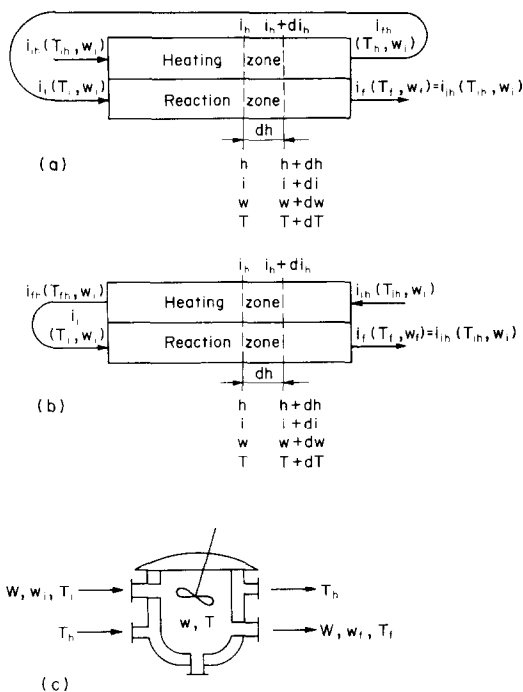 i_h  i_h+di_h
i_fh
i_ih(T_ih,w_i)
(T_h,w_i)
Heating zone
Reaction zone
i_i(T_i,w_i)
i_f(T_f,w_f)=i_ih(T_ih,w_i)
dh
(a)
h  h+dh
i  i+di
w  w+dw
T  T+dT
i_h  i_h+di_h
i_fh(T_fh,w_i)
i_ih(T_ih,w_i)
Heating zone
i_i
(T_i,w_i)
Reaction zone
i_f(T_f,w_f)=i_ih(T_ih,w_i)
dh
(b)
h  h+dh
i  i+di
w  w+dw
T  T+dT
W, w_i, T_i
T_h
w, T
T_h
W, w_f, T_f
(c)